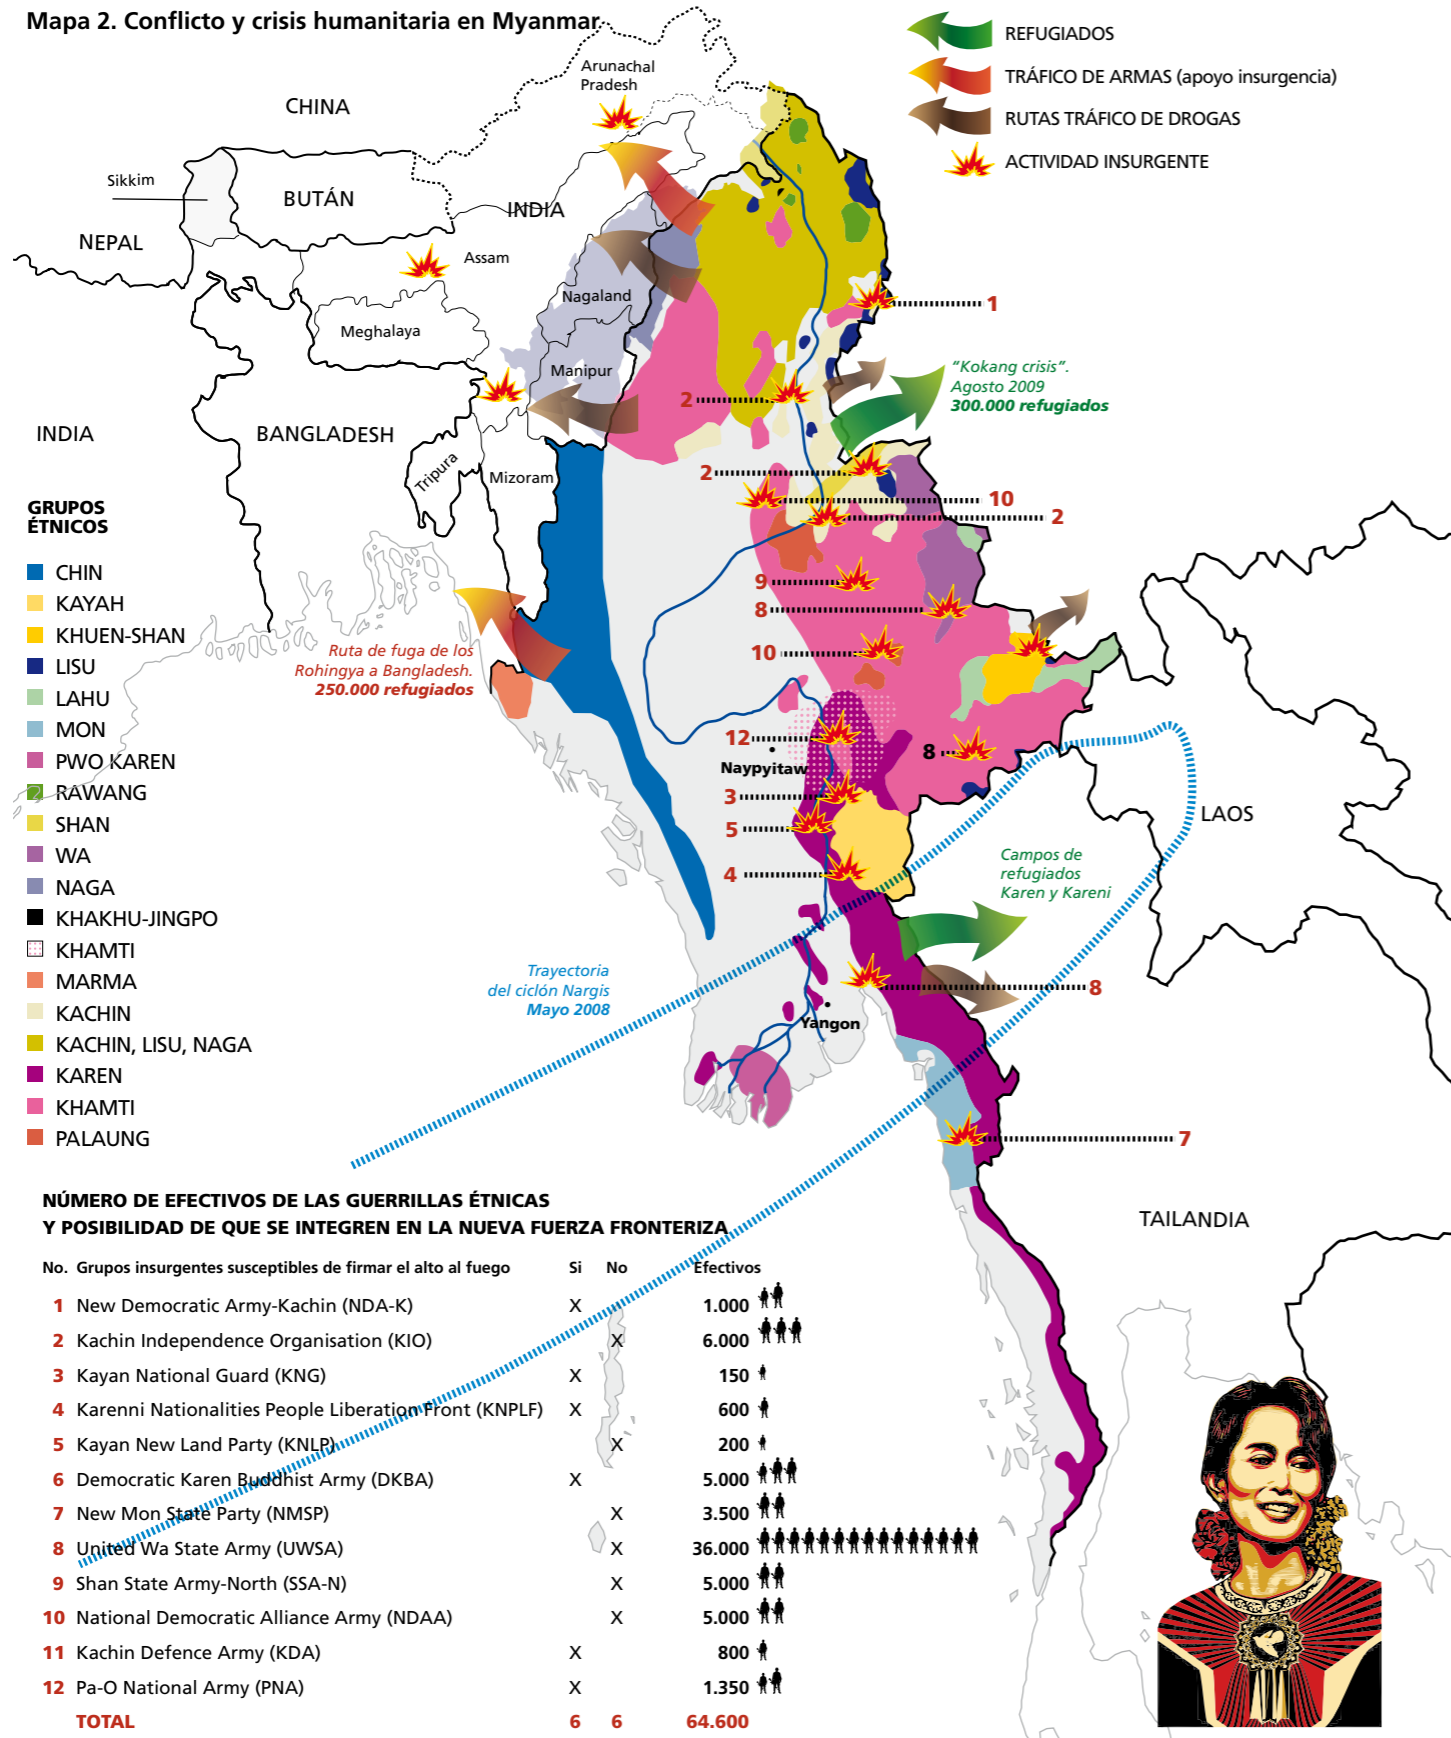 Mapa 2. Conflicto y crisis humanitaria en Myanmar
REFUGIADOS
TRÁFICO DE ARMAS (apoyo insurgencia)
RUTAS TRÁFICO DE DROGAS
ACTIVIDAD INSURGENTE
Arunachal
Pradesh
CHINA
Sikkim
BUTÁN
INDIA
NEPAL
Assam
Nagaland
Meghalaya
Manipur
1
"Kokang crisis".
Agosto 2009
300.000 refugiados
2
INDIA
BANGLADESH
Tripura
Mizoram
2
10
2
9
8
10
Ruta de fuga de los
Rohingya a Bangladesh.
250.000 refugiados
12
Naypyitaw
8
3
5
4
LAOS
Campos de
refugiados
Karen y Kareni
Trayectoria
del ciclón Nargis
Mayo 2008
8
Yangon
7
TAILANDIA
GRUPOS
ÉTNICOS
CHIN
KAYAH
KHUEN-SHAN
LISU
LAHU
MON
PWO KAREN
RAWANG
SHAN
WA
NAGA
KHAKHU-JINGPO
KHAMTI
MARMA
KACHIN
KACHIN, LISU, NAGA
KAREN
KHAMTI
PALAUNG
NÚMERO DE EFECTIVOS DE LAS GUERRILLAS ÉTNICAS
Y POSIBILIDAD DE QUE SE INTEGREN EN LA NUEVA FUERZA FRONTERIZA
No. Grupos insurgentes susceptibles de firmar el alto al fuego Si No Efectivos
1 New Democratic Army-Kachin (NDA-K) X 1.000
2 Kachin Independence Organisation (KIO) X 6.000
3 Kayan National Guard (KNG) X 150
4 Karenni Nationalities People Liberation Front (KNPLF) X 600
5 Kayan New Land Party (KNLP) X 200
6 Democratic Karen Buddhist Army (DKBA) X 5.000
7 New Mon State Party (NMSP) X 3.500
8 United Wa State Army (UWSA) X 36.000
9 Shan State Army-North (SSA-N) X 5.000
10 National Democratic Alliance Army (NDAA) X 5.000
11 Kachin Defence Army (KDA) X 800
12 Pa-O National Army (PNA) X 1.350
TOTAL 6 6 64.600